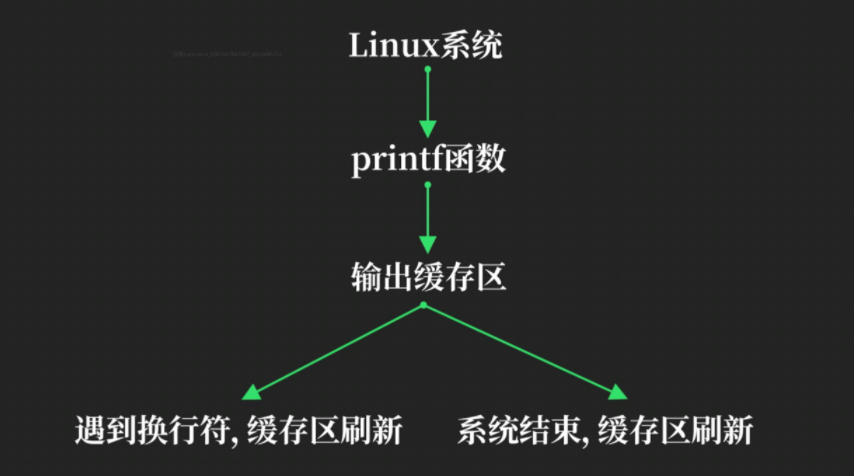 Linux系统
printf函数
输出缓存区
遇到换行符, 缓存区刷新
系统结束, 缓存区刷新